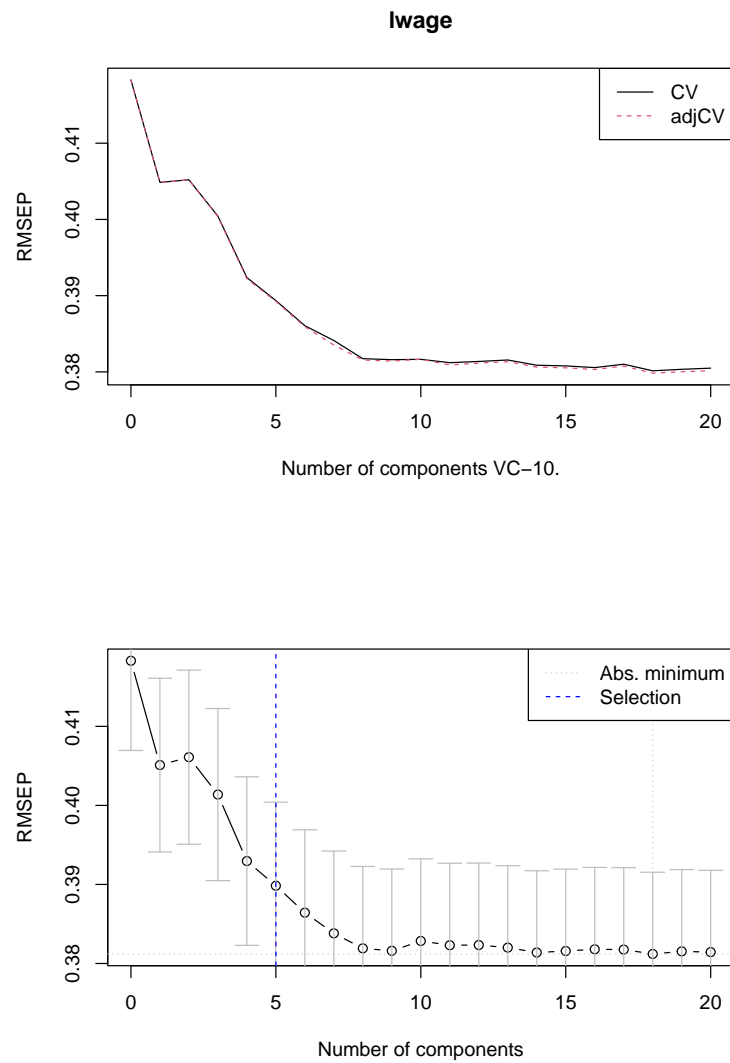 lwage
CV
adjCV
RMSEP
0.41
0.40
0.39
0.38
0 5 10 15 20
Number of components VC−10.
Abs. minimum
Selection
RMSEP
0.41
0.40
0.39
0.38
0 5 10 15 20
Number of components